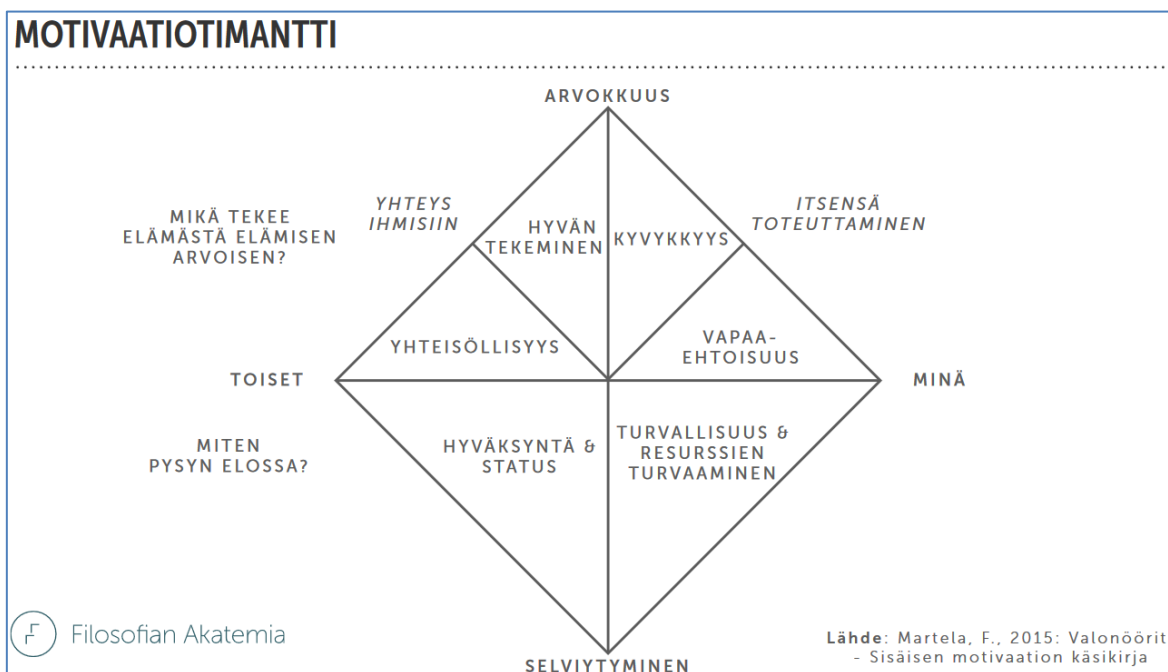 MOTIVAATIOTIMANTTI
ARVOKKUUS
MIKÄ TEKEE
ELÄMÄSTÄ ELÄMISEN
ARVOISEN?
YHTEYS
IHMISIIN
HYVÄN
TEKEMINEN
KYVYKKYYS
ITSENSÄ
TOTEUTTAMINEN
YHTEISÖLLISYYS
VAPAA-
EHTOISUUS
TOISET
MINÄ
MITEN
PYSYN ELOSSA?
HYVÄKSYNTÄ &
STATUS
TURVALLISUUS &
RESURSSIEN
TURVAAMINEN
Filosofian Akatemia
SELVIYTYMINEN
Lähde: Martela, F., 2015: Valonöörit
- Sisäisen motivaation käsikirja